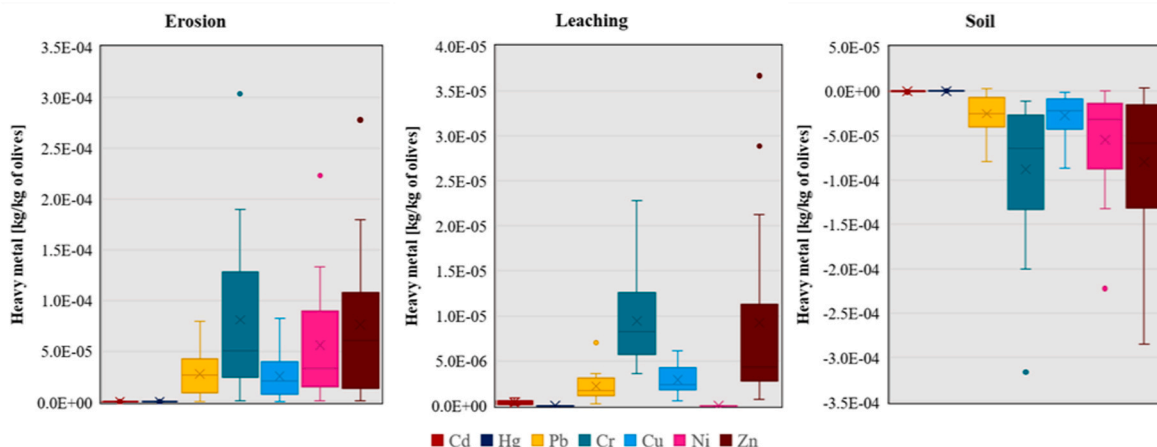 Erosion
Heavy metal [kg/kg of olives]
3.5E-04
3.0E-04
2.5E-04
2.0E-04
1.5E-04
1.0E-04
5.0E-05
0.0E+00
Leaching
Heavy metal [kg/kg of olives]
4.0E-05
3.5E-05
3.0E-05
2.5E-05
2.0E-05
1.5E-05
1.0E-05
5.0E-06
0.0E+00
Soil
Heavy metal [kg/kg of olives]
5.0E-05
0.0E+00
-5.0E-05
-1.0E-04
-1.5E-04
-2.0E-04
-2.5E-04
-3.0E-04
-3.5E-04
Cd Hg Pb Cr Cu Ni Zn